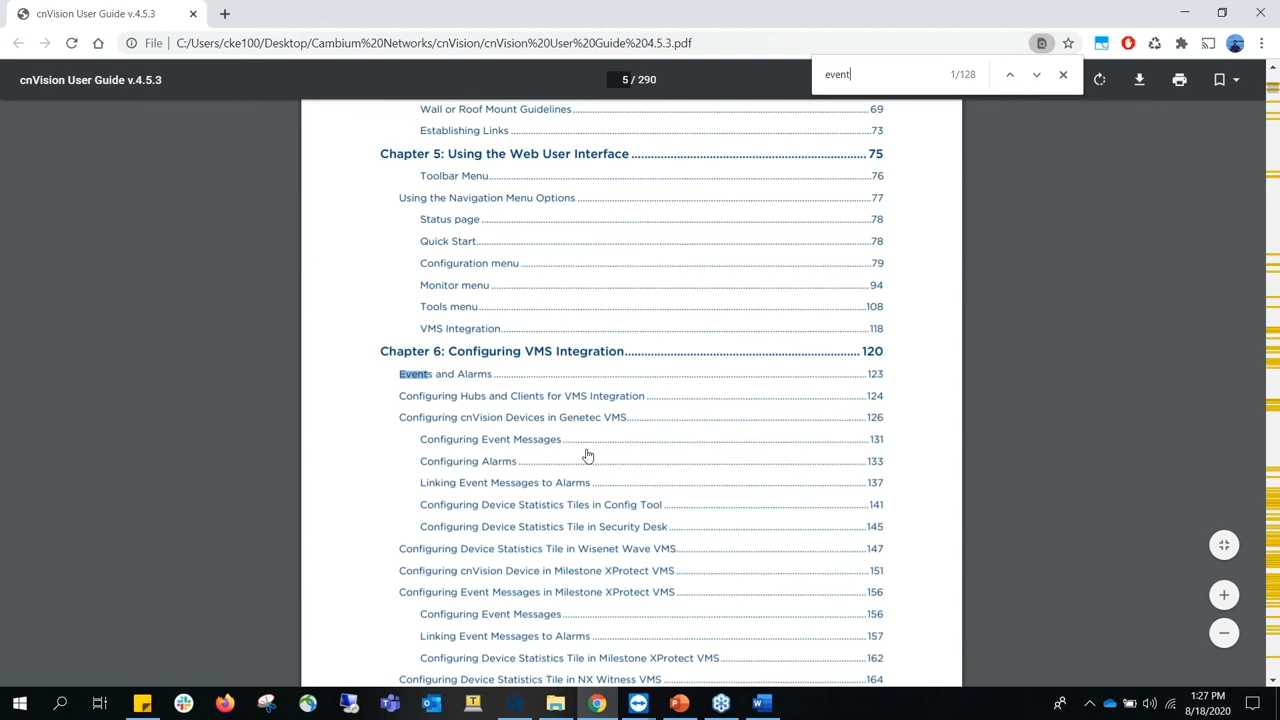 cnVision User Guide v.4.5.3
File | C:/Users/cke100/Desktop/Cambium%20Networks/cnVision/cnVision%20User%20Guide%204.5.3.pdf
cnVision User Guide v.4.5.3
5 / 290
event
1/128
Wall or Roof Mount Guidelines 69
Establishing Links 73
Chapter 5: Using the Web User Interface 75
Toolbar Menu 76
Using the Navigation Menu Options 77
Status page 78
Quick Start 78
Configuration menu 79
Monitor menu 94
Tools menu 108
VMS Integration 118
Chapter 6: Configuring VMS Integration 120
Events and Alarms 123
Configuring Hubs and Clients for VMS Integration 124
Configuring cnVision Devices in Genetec VMS 126
Configuring Event Messages 131
Configuring Alarms 133
Linking Event Messages to Alarms 137
Configuring Device Statistics Tiles in Config Tool 141
Configuring Device Statistics Tile in Security Desk 145
Configuring Device Statistics Tile in Wisenet Wave VMS 147
Configuring cnVision Device in Milestone XProtect VMS 151
Configuring Event Messages in Milestone XProtect VMS 156
Configuring Event Messages 156
Linking Event Messages to Alarms 157
Configuring Device Statistics Tile in Milestone XProtect VMS 162
Configuring Device Statistics Tile in NX Witness VMS 164
1:27 PM
8/18/2020